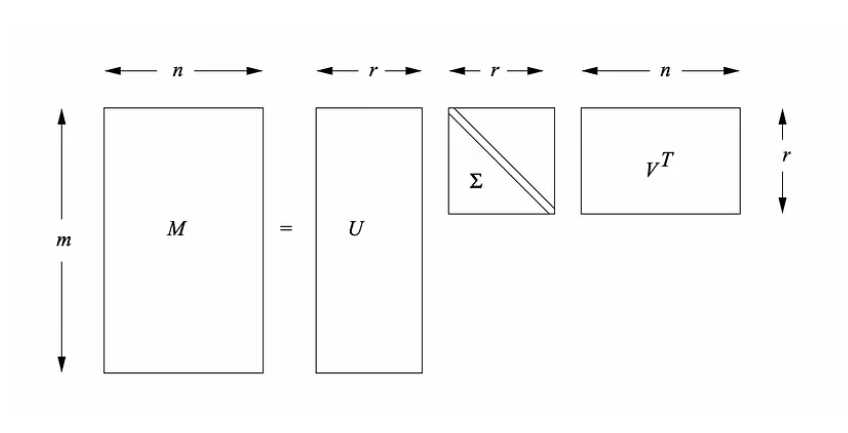 n r r n
r
m
M = U Σ V^T